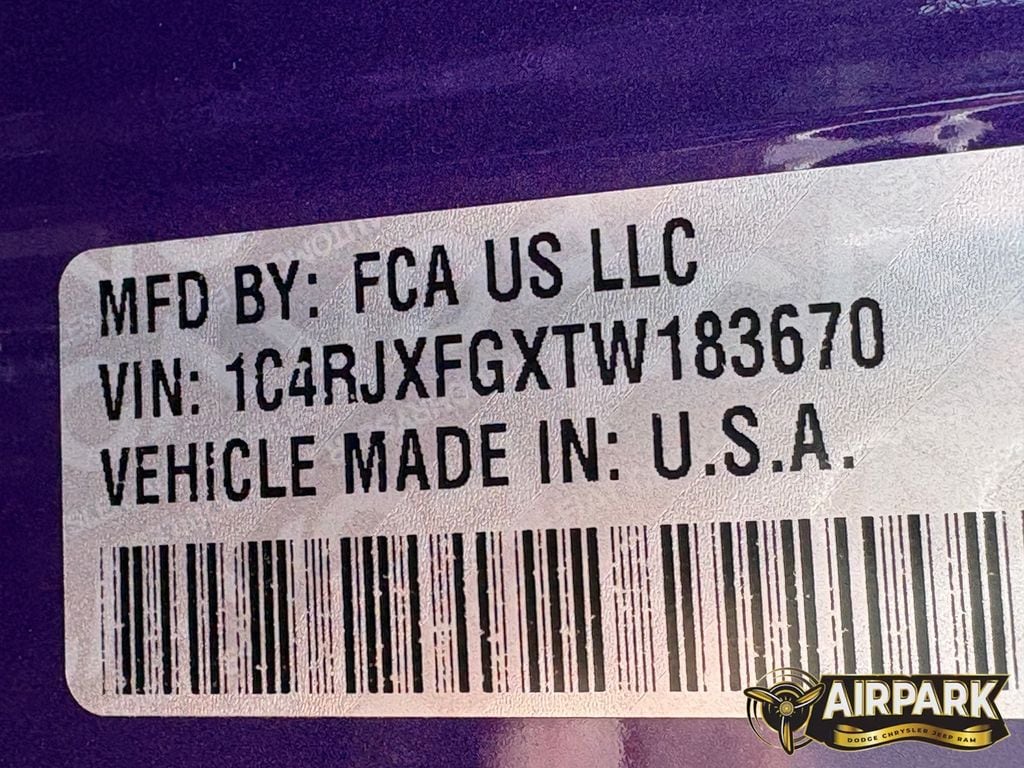 MFD BY: FCA US LLC
VIN: 1C4RJXFGXTW183670
VEHICLE MADE IN: U.S.A.
AIRPARK
DODGE CHRYSLER JEEP RAM